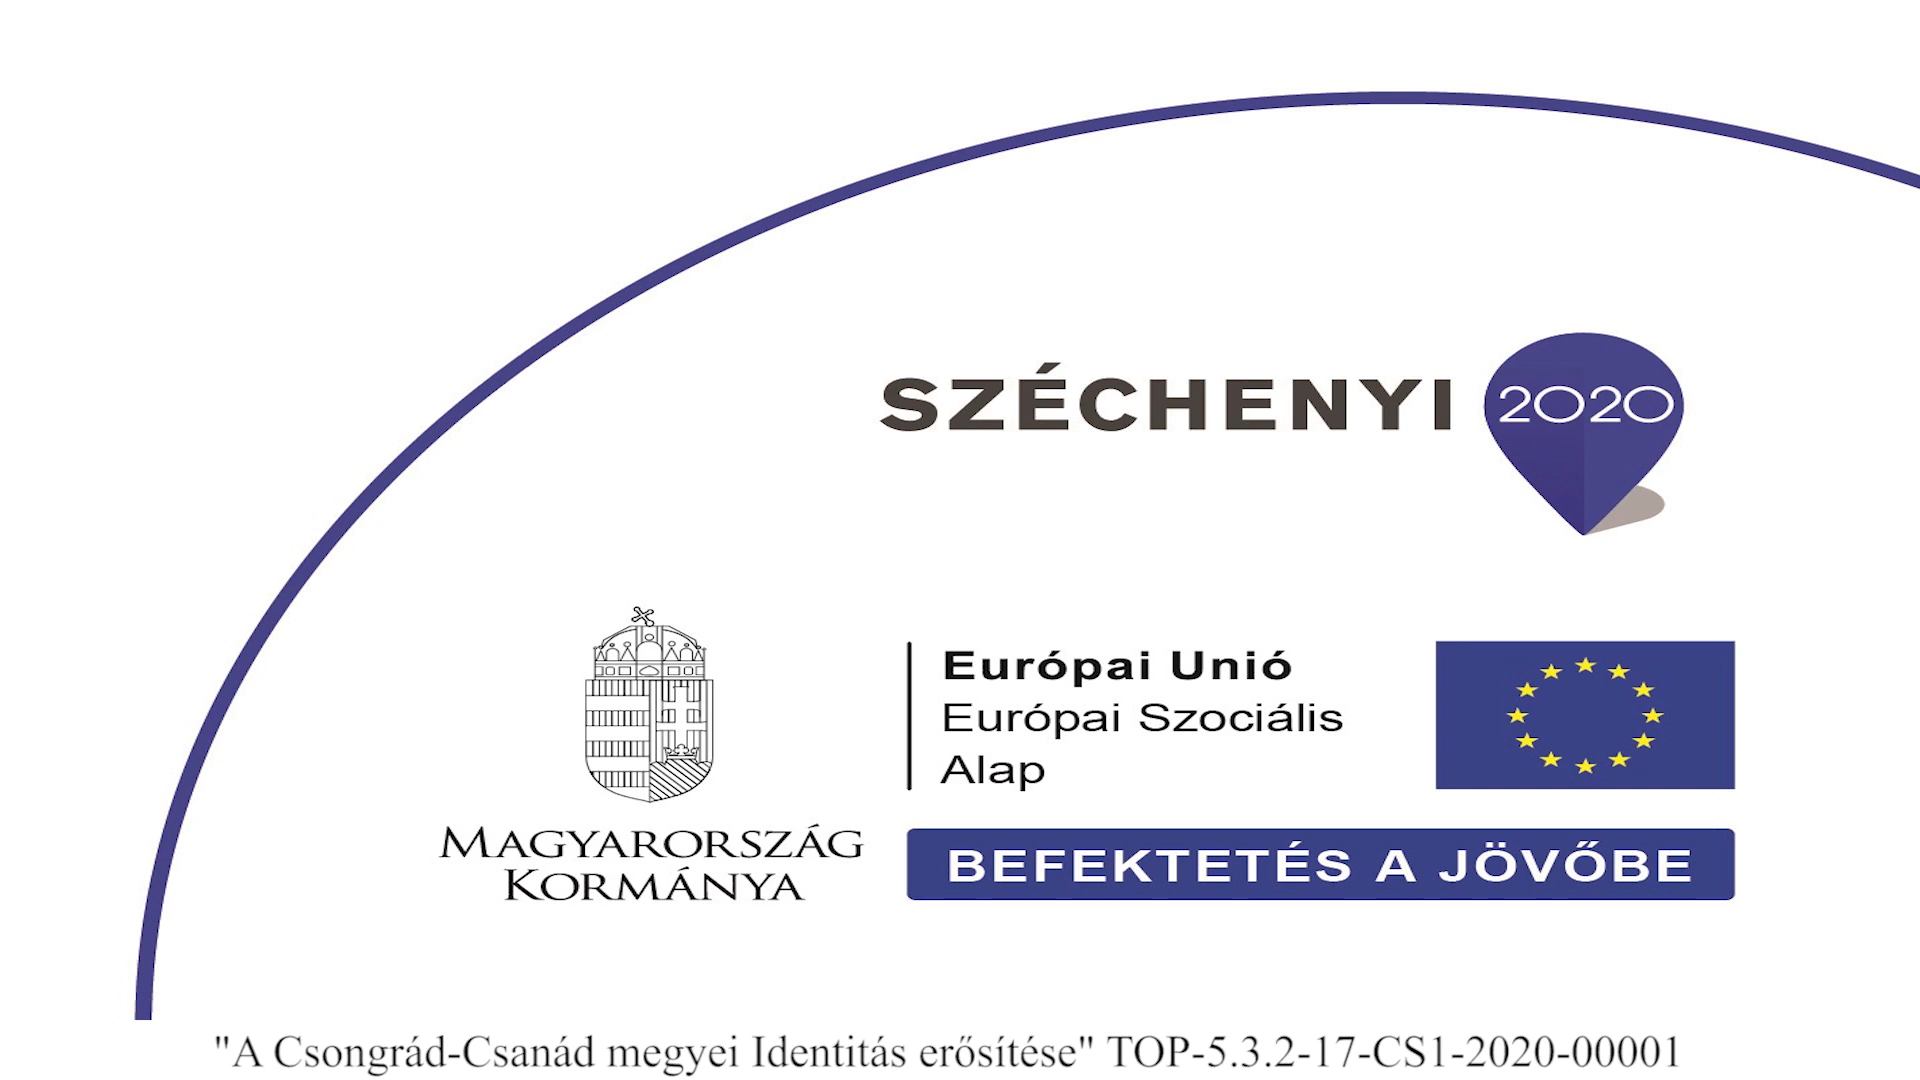 SZÉCHENYI 2020
Európai Unió
Európai Szociális
Alap
MAGYARORSZÁG
KORMÁNYA
BEFEKTETÉS A JÖVŐBE
"A Csongrád-Csanád megyei Identitás erősítése" TOP-5.3.2-17-CS1-2020-00001